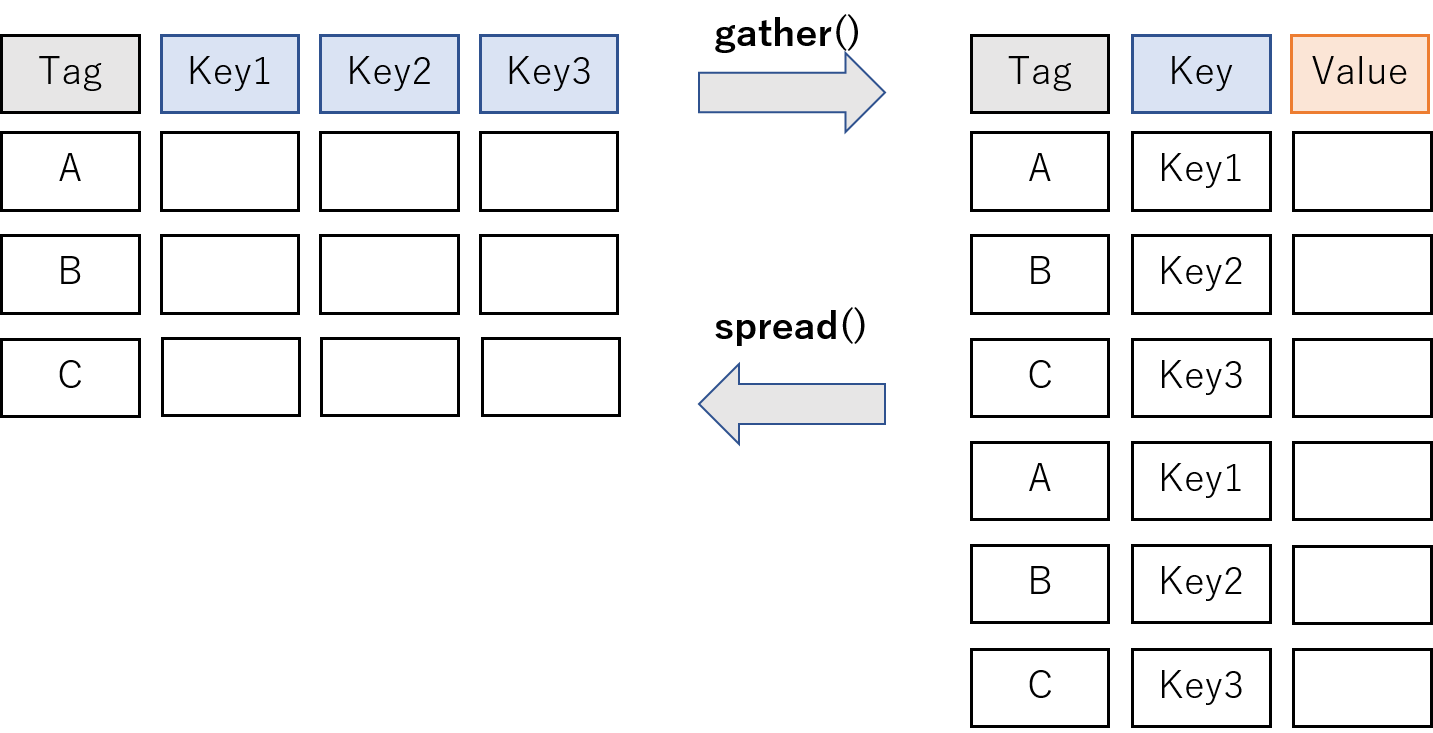 Tag Key1 Key2 Key3
A
B
C
gather()
spread()
Tag Key Value
A Key1
B Key2
C Key3
A Key1
B Key2
C Key3